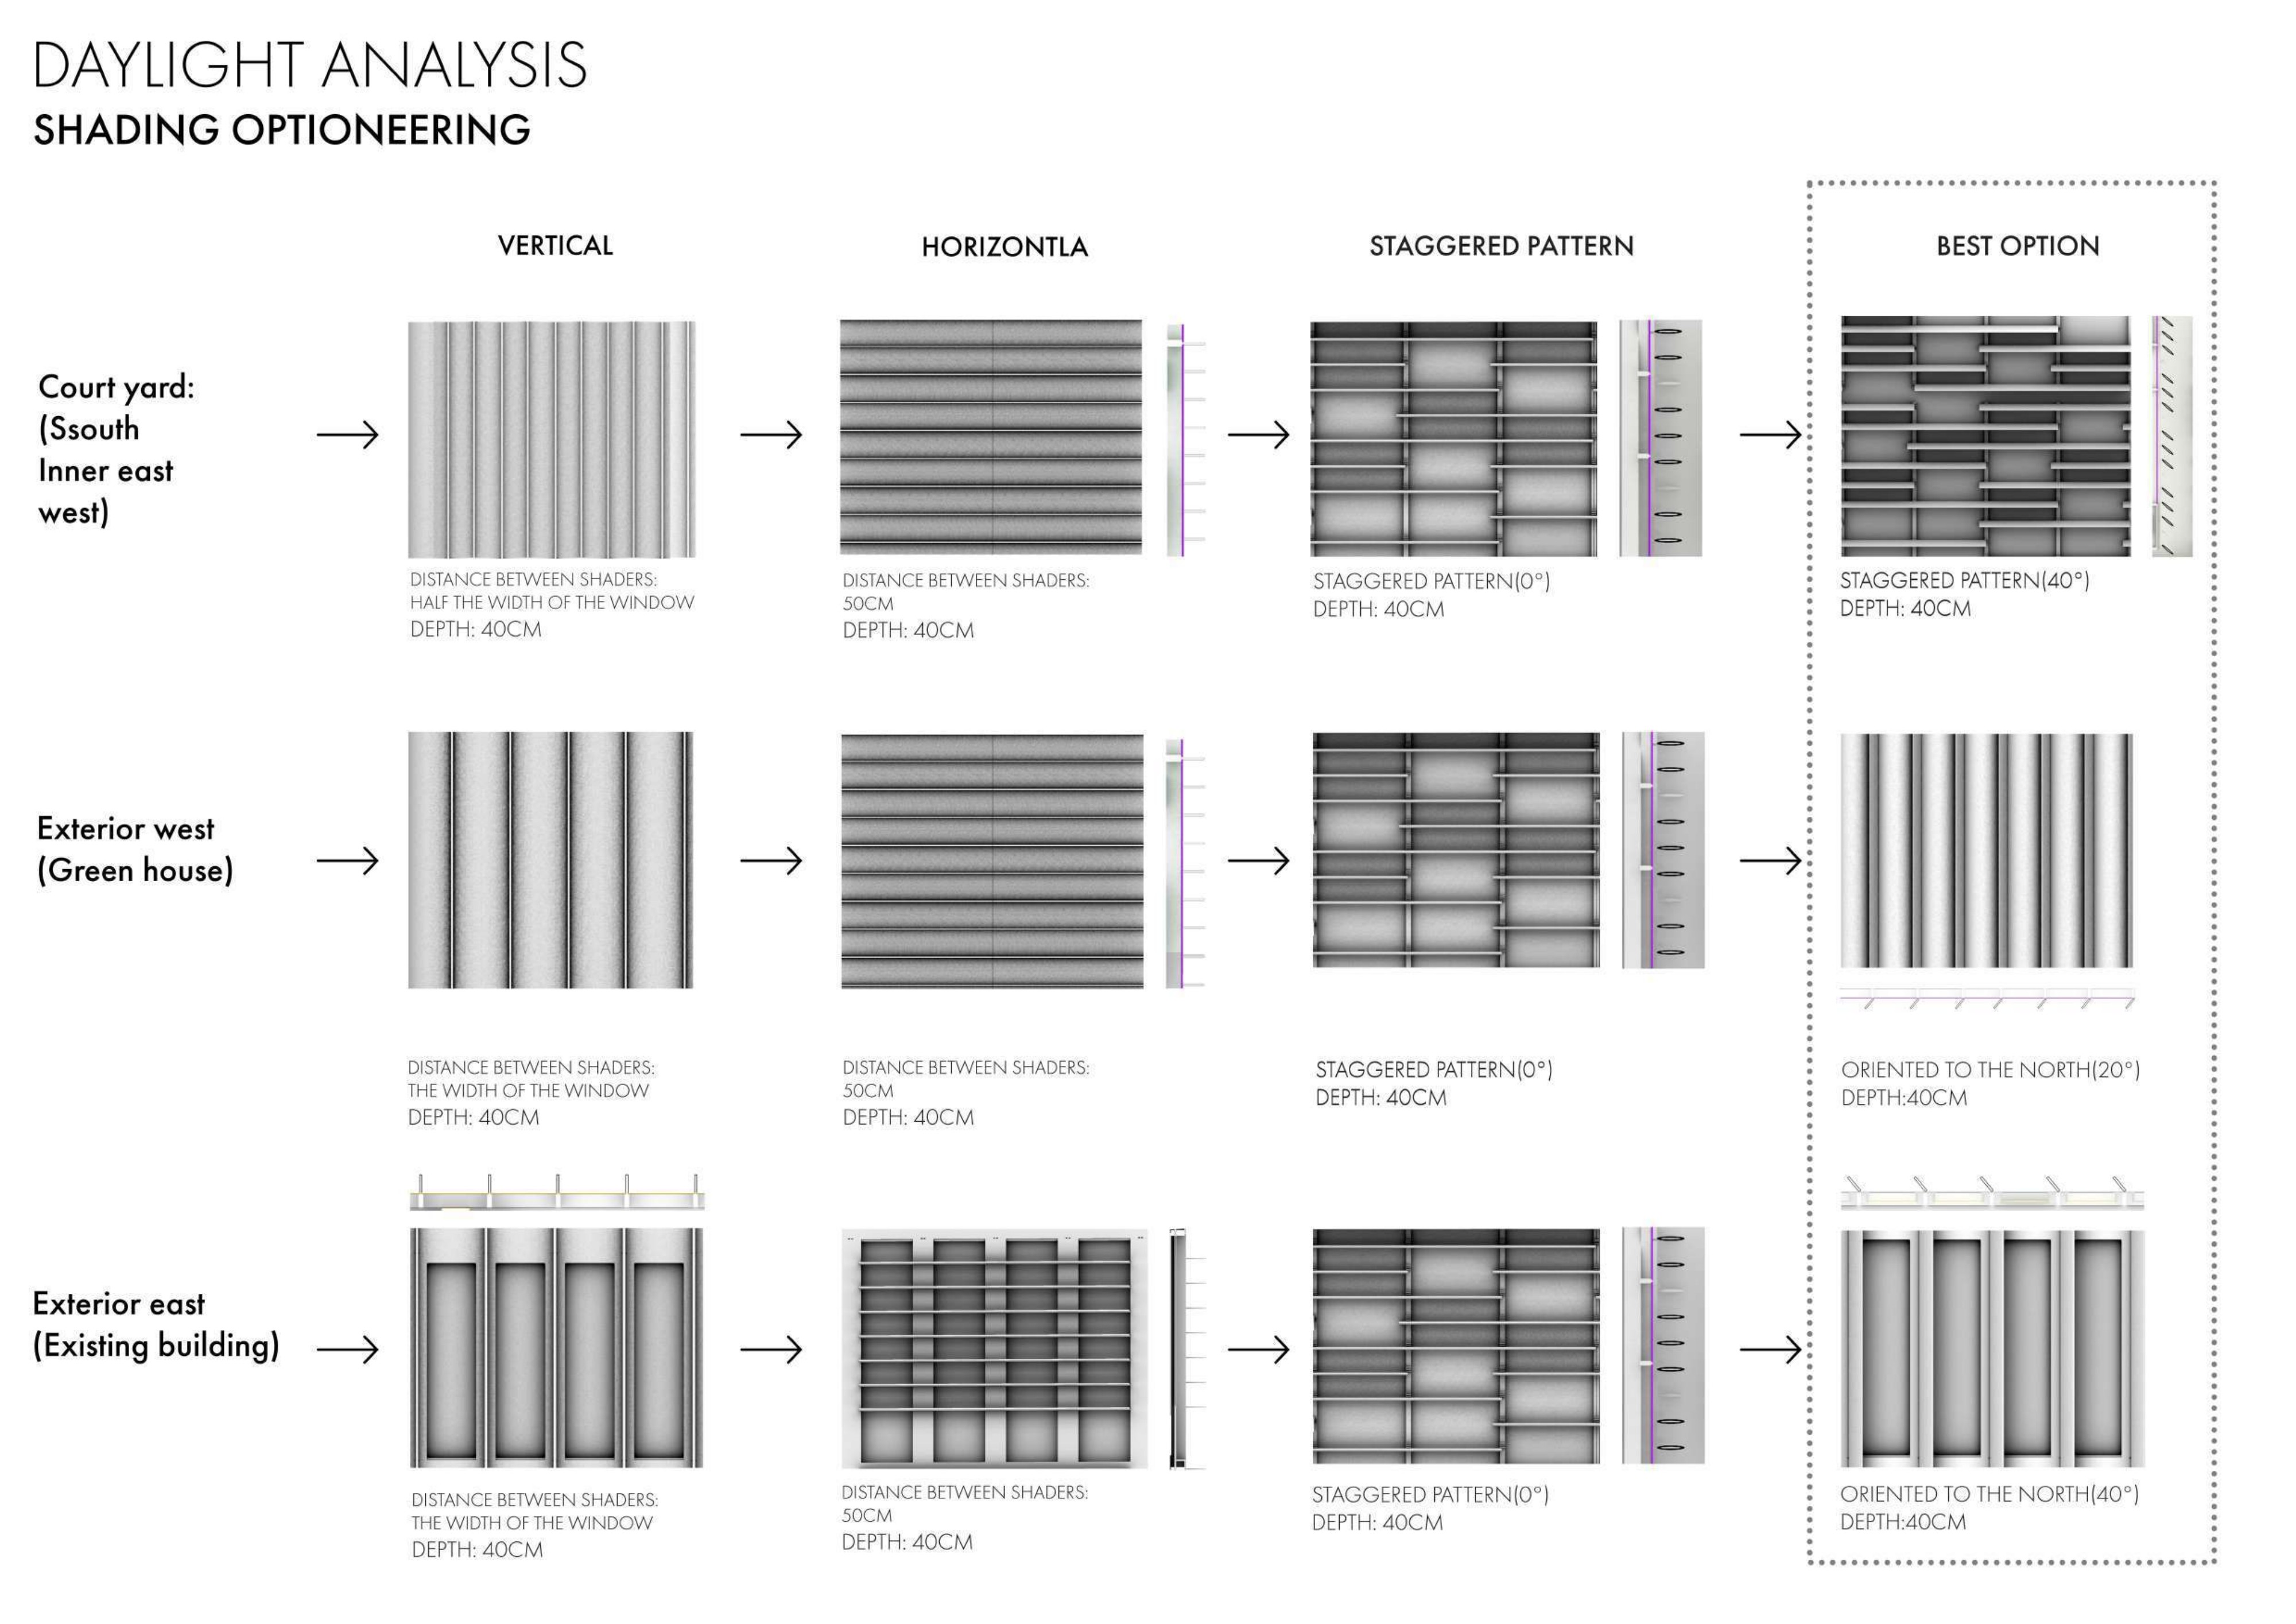 DAYLIGHT ANALYSIS
SHADING OPTIONEERING
VERTICAL
HORIZONTLA
STAGGERED PATTERN
BEST OPTION
Court yard:
(Ssouth
Inner east
west)
DISTANCE BETWEEN SHADERS:
HALF THE WIDTH OF THE WINDOW
DEPTH: 40CM
DISTANCE BETWEEN SHADERS:
50CM
DEPTH: 40CM
STAGGERED PATTERN(0°)
DEPTH: 40CM
STAGGERED PATTERN(40°)
DEPTH: 40CM
Exterior west
(Green house)
DISTANCE BETWEEN SHADERS:
THE WIDTH OF THE WINDOW
DEPTH: 40CM
DISTANCE BETWEEN SHADERS:
50CM
DEPTH: 40CM
STAGGERED PATTERN(0°)
DEPTH: 40CM
ORIENTED TO THE NORTH(20°)
DEPTH:40CM
Exterior east
(Existing building)
DISTANCE BETWEEN SHADERS:
THE WIDTH OF THE WINDOW
DEPTH: 40CM
DISTANCE BETWEEN SHADERS:
50CM
DEPTH: 40CM
STAGGERED PATTERN(0°)
DEPTH: 40CM
ORIENTED TO THE NORTH(40°)
DEPTH:40CM